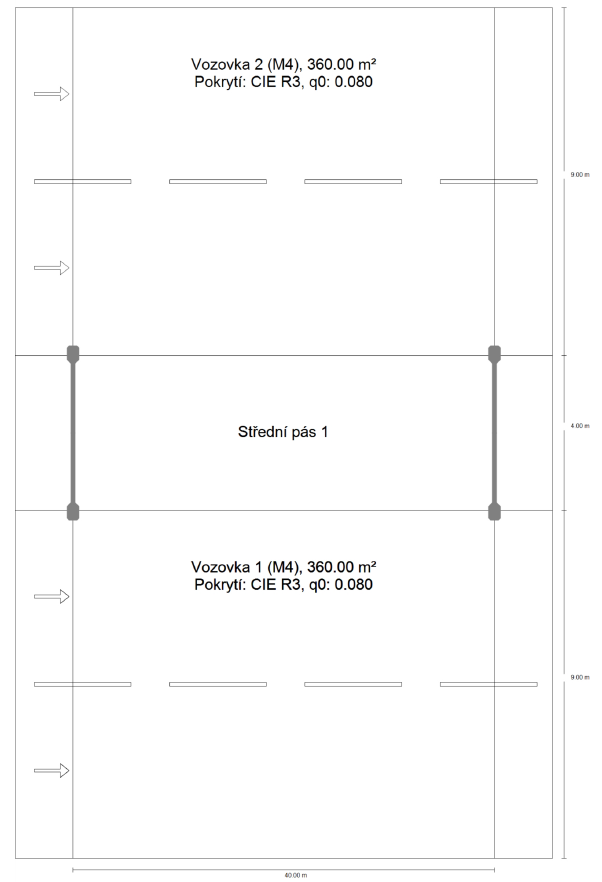 Vozovka 2 (M4), 360.00 m²
Pokrytí: CIE R3, q0: 0.080
9.00 m
Střední pás 1
4.00 m
Vozovka 1 (M4), 360.00 m²
Pokrytí: CIE R3, q0: 0.080
9.00 m
40.00 m